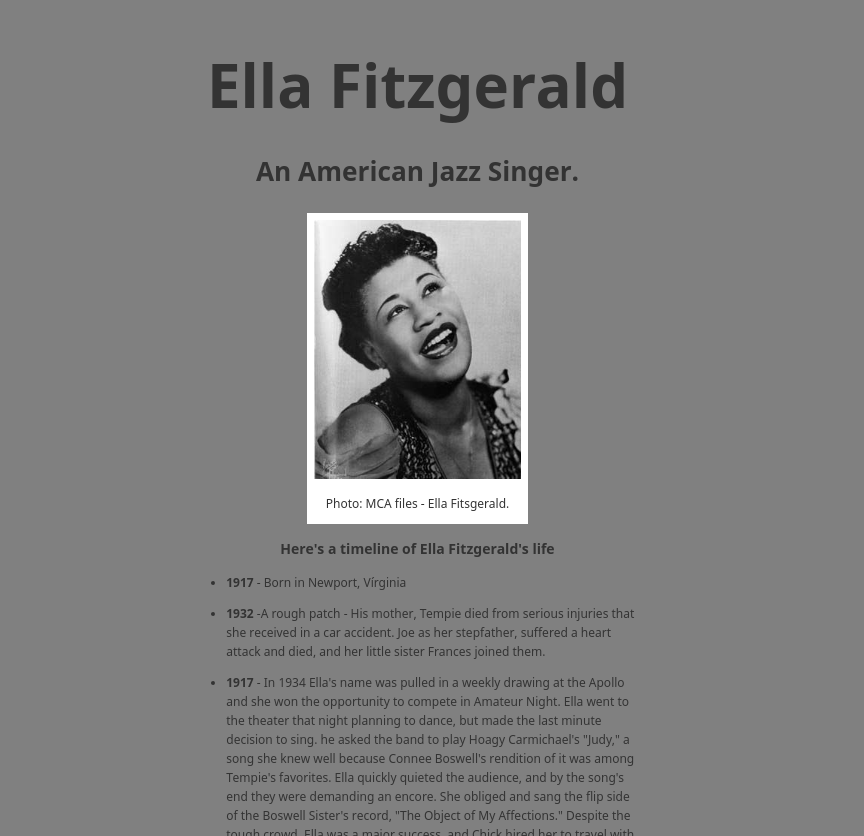 Ella Fitzgerald
An American Jazz Singer.
Photo: MCA files - Ella Fitsgerald.
Here's a timeline of Ella Fitzgerald's life
1917 - Born in Newport, Vírginia
1932 -A rough patch - His mother, Tempie died from serious injuries that
she received in a car accident. Joe as her stepfather, suffered a heart
attack and died, and her little sister Frances joined them.
1917 - In 1934 Ella's name was pulled in a weekly drawing at the Apollo
and she won the opportunity to compete in Amateur Night. Ella went to
the theater that night planning to dance, but made the last minute
decision to sing. he asked the band to play Hoagy Carmichael's "Judy," a
song she knew well because Connee Boswell's rendition of it was among
Tempie's favorites. Ella quickly quieted the audience, and by the song's
end they were demanding an encore. She obliged and sang the flip side
of the Boswell Sister's record, "The Object of My Affections." Despite the
tough crowd, Ella was a major success, and Chick hired her to travel with